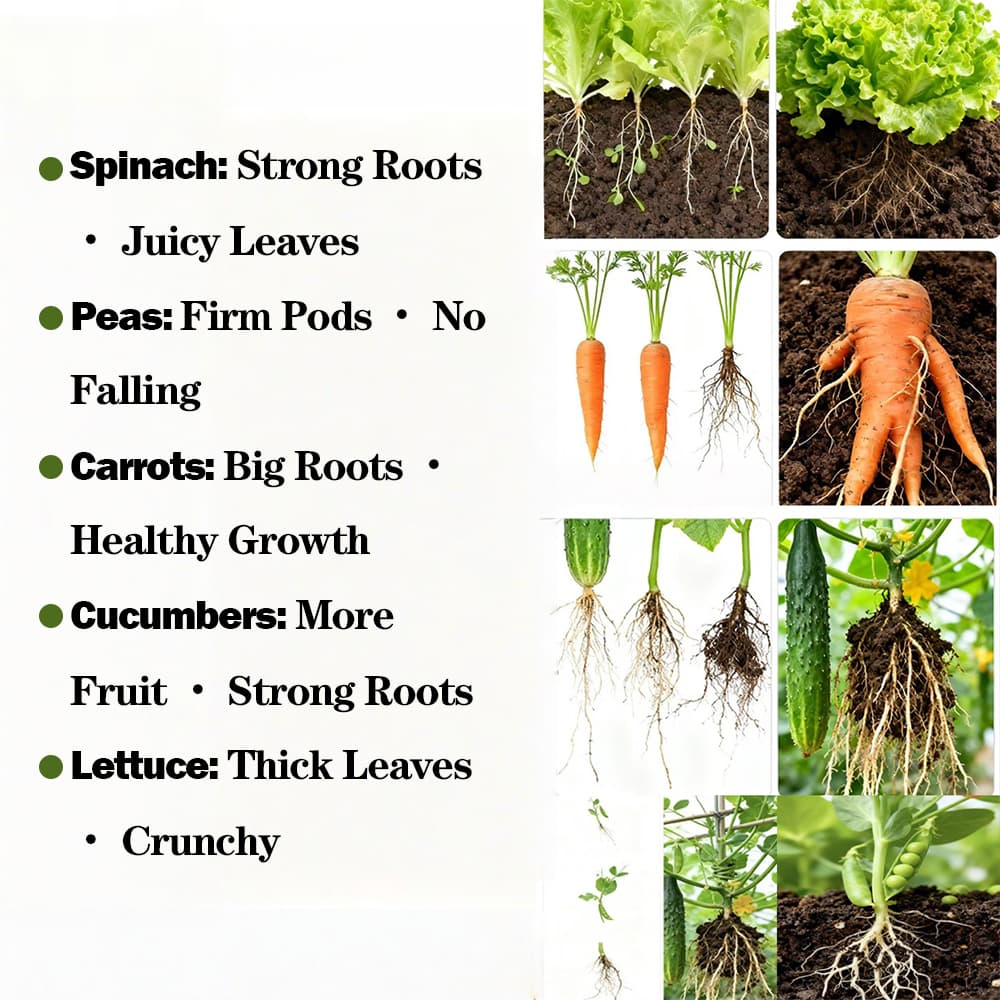 ● Spinach: Strong Roots
• Juicy Leaves
● Peas: Firm Pods • No
Falling
● Carrots: Big Roots •
Healthy Growth
● Cucumbers: More
Fruit • Strong Roots
● Lettuce: Thick Leaves
• Crunchy